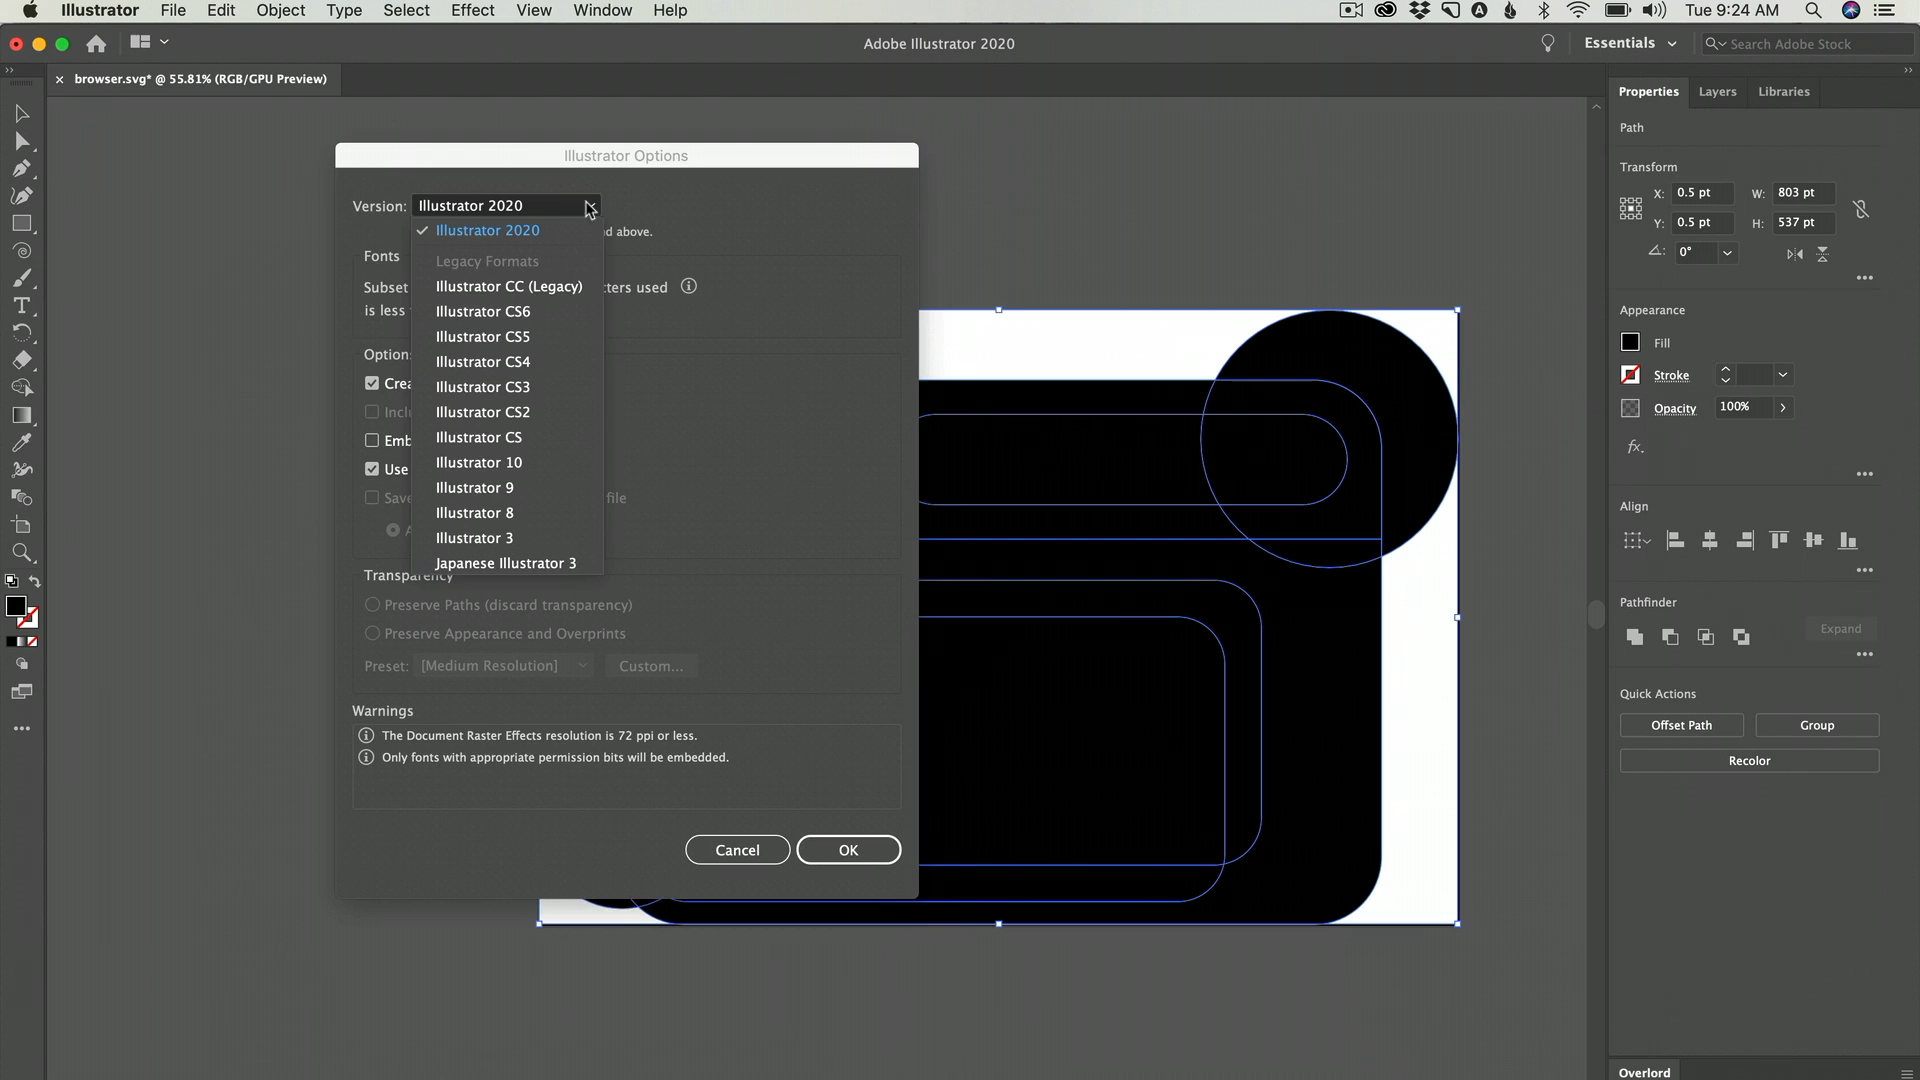 Illustrator File Edit Object Type Select Effect View Window Help Tue 9:24 AM
Adobe Illustrator 2020 Essentials Search Adobe Stock
browser.svg* @ 55.81% (RGB/GPU Preview)
Properties Layers Libraries
Path
Transform
X: 0.5 pt W: 803 pt
Y: 0.5 pt H: 537 pt
0°
Appearance
Fill
Stroke
Opacity 100%
fx.
Align
Pathfinder
Expand
Quick Actions
Offset Path Group
Recolor
Overlord
Illustrator Options
Version: Illustrator 2020
Illustrator 2020
d above.
Legacy Formats
Illustrator CC (Legacy)
Illustrator CS6
Illustrator CS5
Illustrator CS4
Illustrator CS3
Illustrator CS2
Illustrator CS
Illustrator 10
Illustrator 9
Illustrator 8
Illustrator 3
Japanese Illustrator 3
Fonts
Subset ters used
is less
Option
Crea
Inclu
Emb
Use
Save file
A
Transparency
Preserve Paths (discard transparency)
Preserve Appearance and Overprints
Preset: [Medium Resolution] Custom...
Warnings
The Document Raster Effects resolution is 72 ppi or less.
Only fonts with appropriate permission bits will be embedded.
Cancel OK